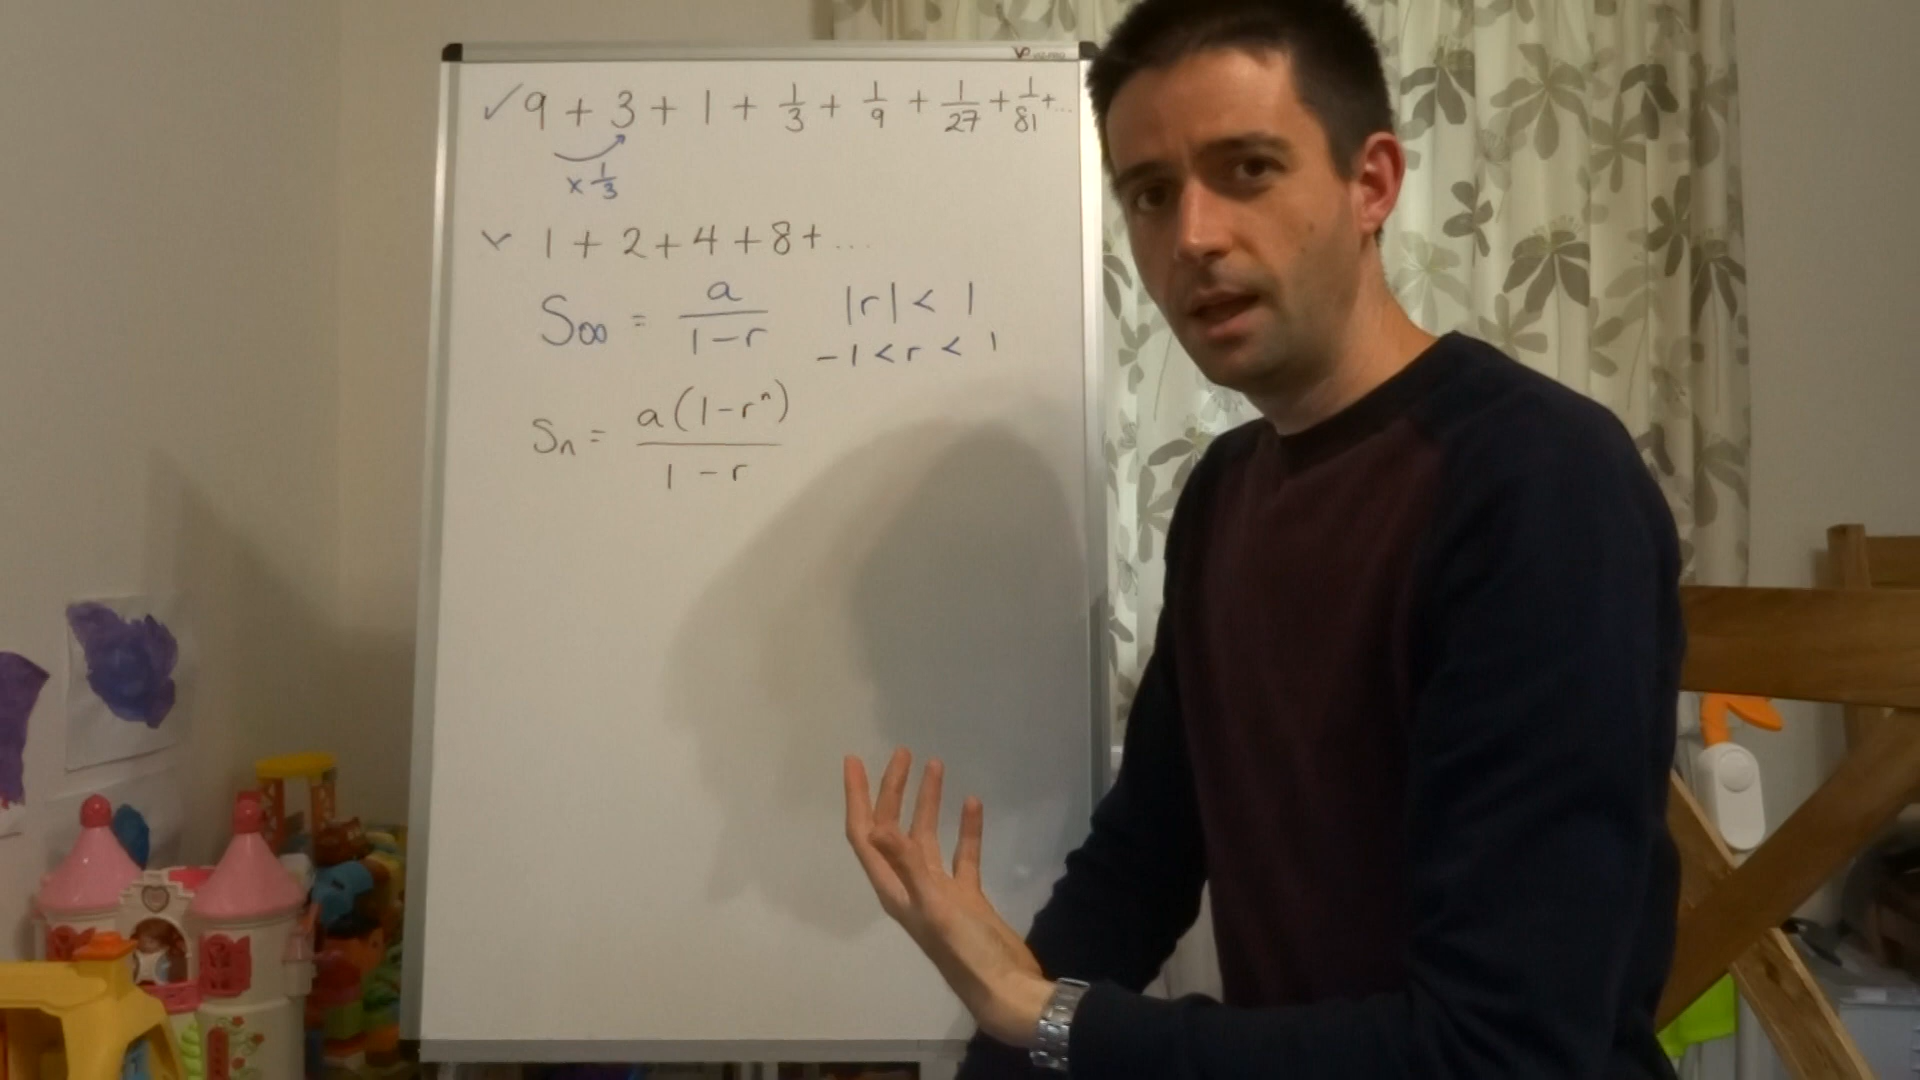 ✓ 9 + 3 + 1 + 1/3 + 1/9 + 1/27 + 1/81 + ...
× 1/3
1 + 2 + 4 + 8 + ...
S∞ = a/(1-r) |r| < 1
-1 < r < 1
Sn = a(1-rⁿ)/(1-r)